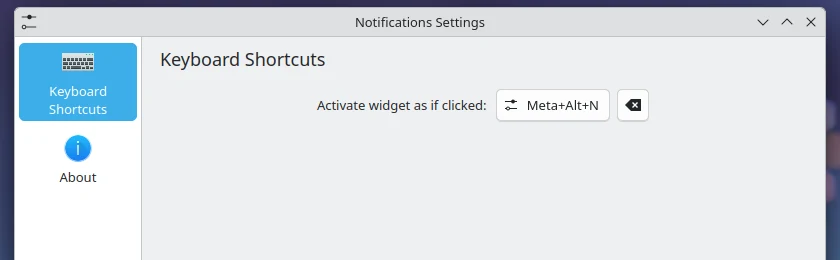 Notifications Settings
Keyboard
Shortcuts
About
Keyboard Shortcuts
Activate widget as if clicked: Meta+Alt+N